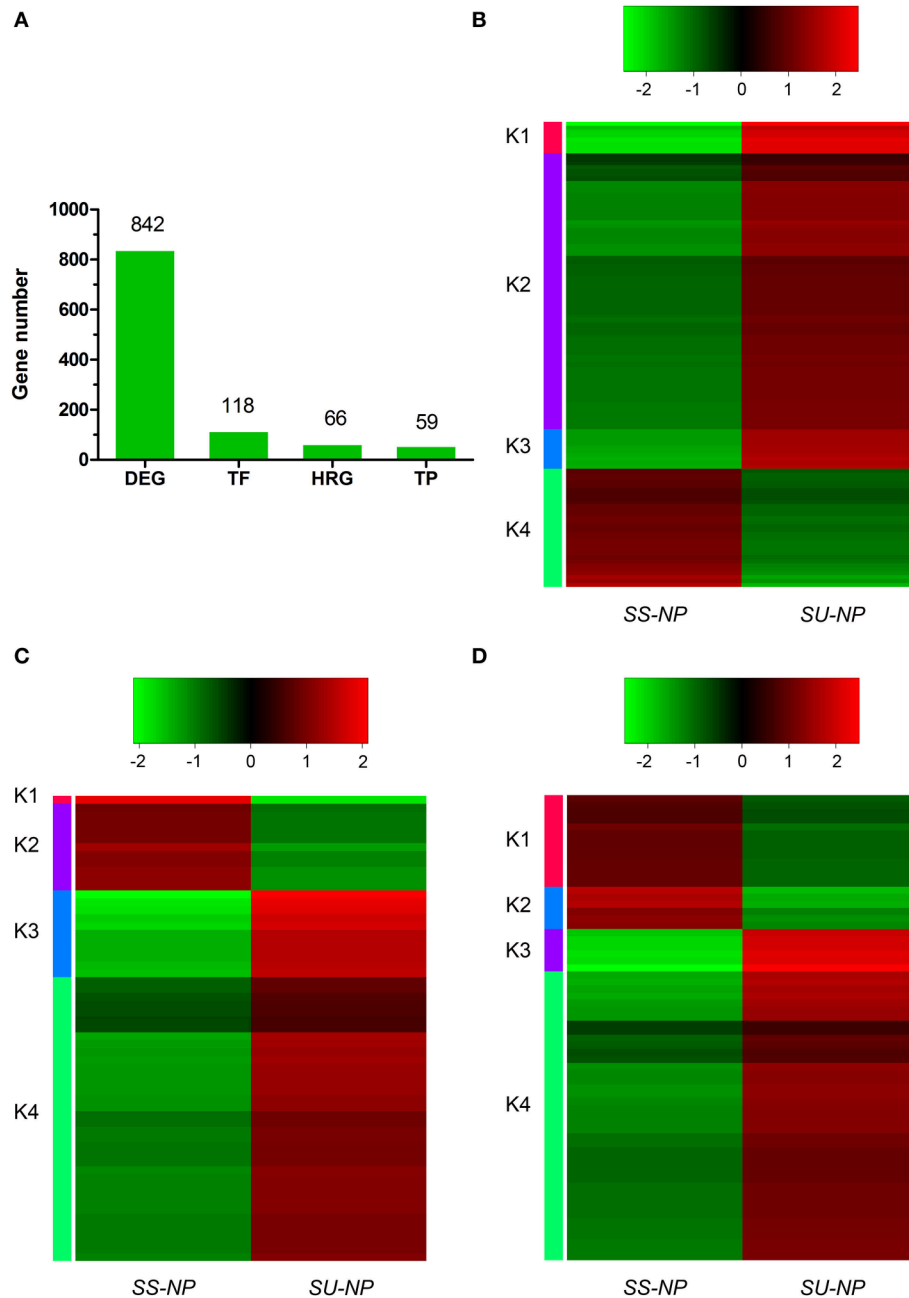 A
Gene number
1000
800
600
400
200
0
842
118
66
59
DEG TF HRG TP
B
-2 -1 0 1 2
K1
K2
K3
K4
SS-NP SU-NP
C
-2 -1 0 1 2
K1
K2
K3
K4
SS-NP SU-NP
D
-2 -1 0 1 2
K1
K2
K3
K4
SS-NP SU-NP